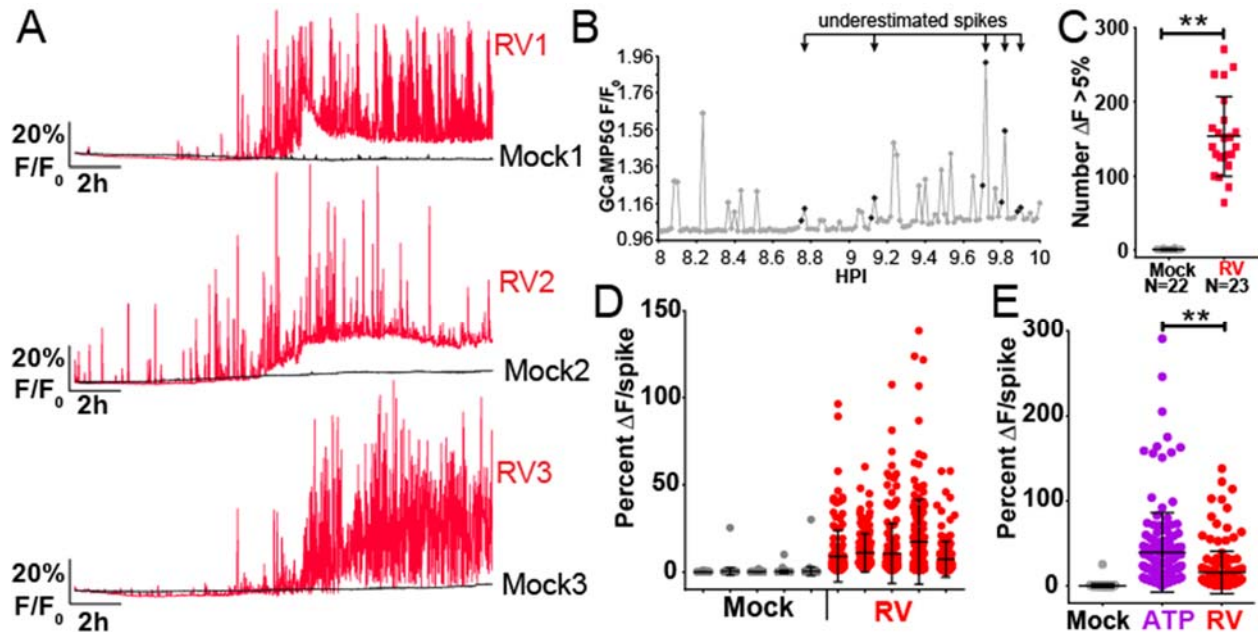 A
RV1
20%
F/F0
2h
Mock1
RV2
20%
F/F0
2h
Mock2
RV3
20%
F/F0
2h
Mock3
B
underestimated spikes
GCaMP5G F/F0
1.96
1.76
1.56
1.36
1.16
0.96
8 8.2 8.4 8.6 8.8 9 9.2 9.4 9.6 9.8 10
HPI
C
**
Number ΔF >5%
300
200
100
0
Mock RV
N=22 N=23
D
Percent ΔF/spike
150
100
50
0
Mock RV
E
**
Percent ΔF/spike
300
200
100
0
Mock ATP RV